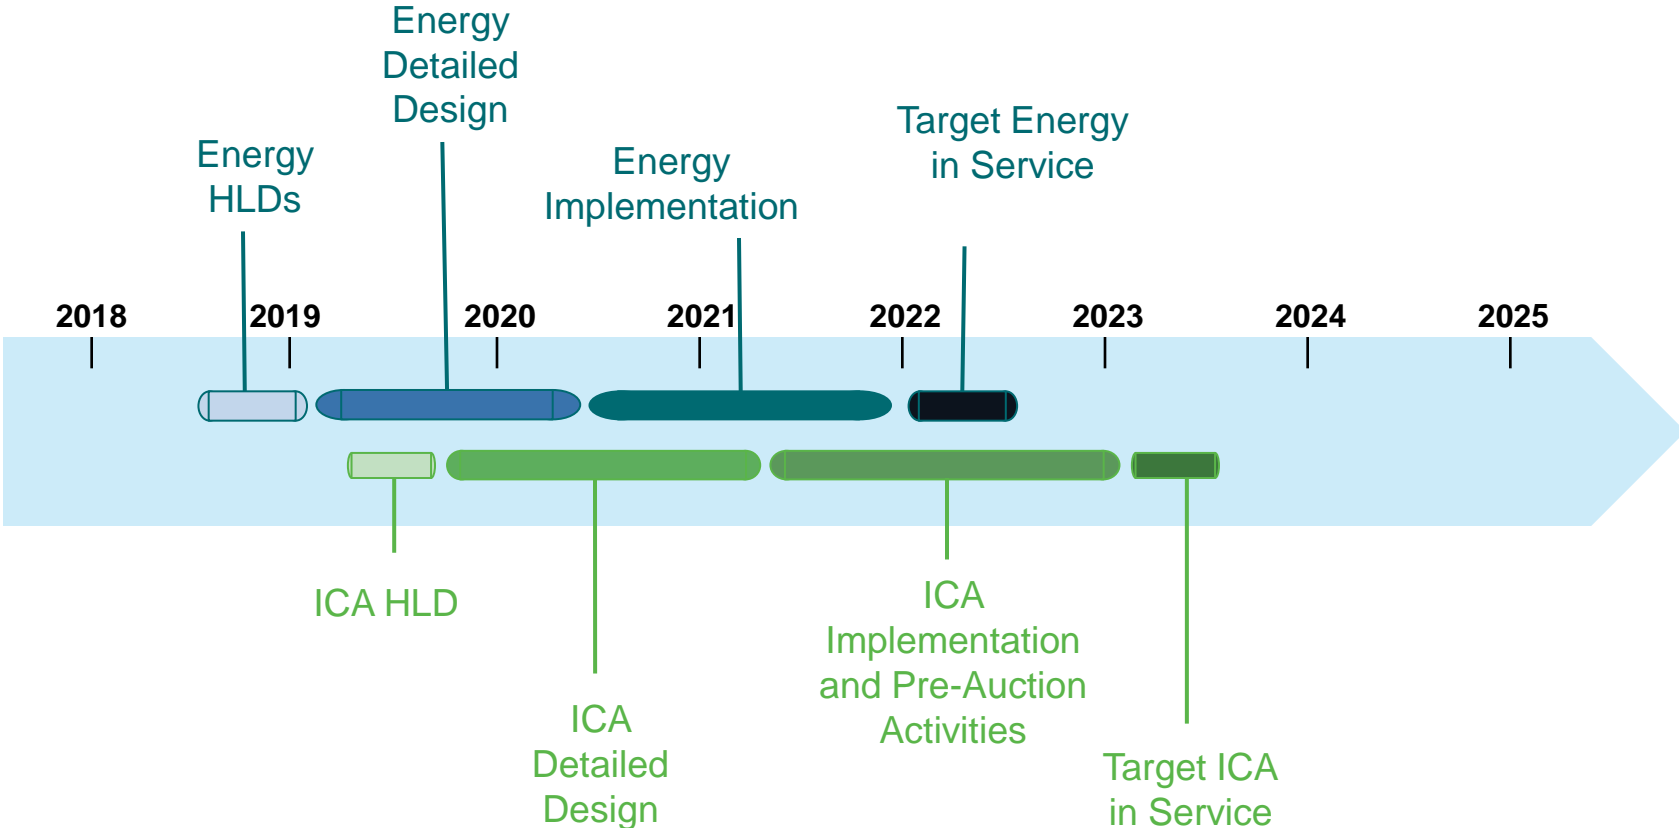 Energy
Detailed
Design
Energy
HLDs
Energy
Implementation
Target Energy
in Service
2018
2019
2020
2021
2022
2023
2024
2025
ICA HLD
ICA
Detailed
Design
ICA
Implementation
and Pre-Auction
Activities
Target ICA
in Service